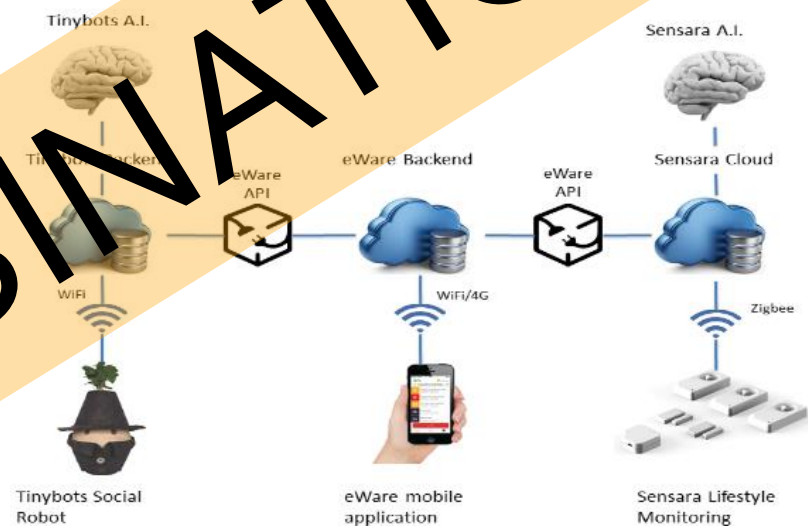 Tinybots A.I.
Sensara A.I.
eWare Backend
Sensara Cloud
eWare
API
eWare
API
WiFi
WiFi/4G
Zigbee
Tinybots Social
Robot
eWare mobile
application
Sensara Lifestyle
Monitoring